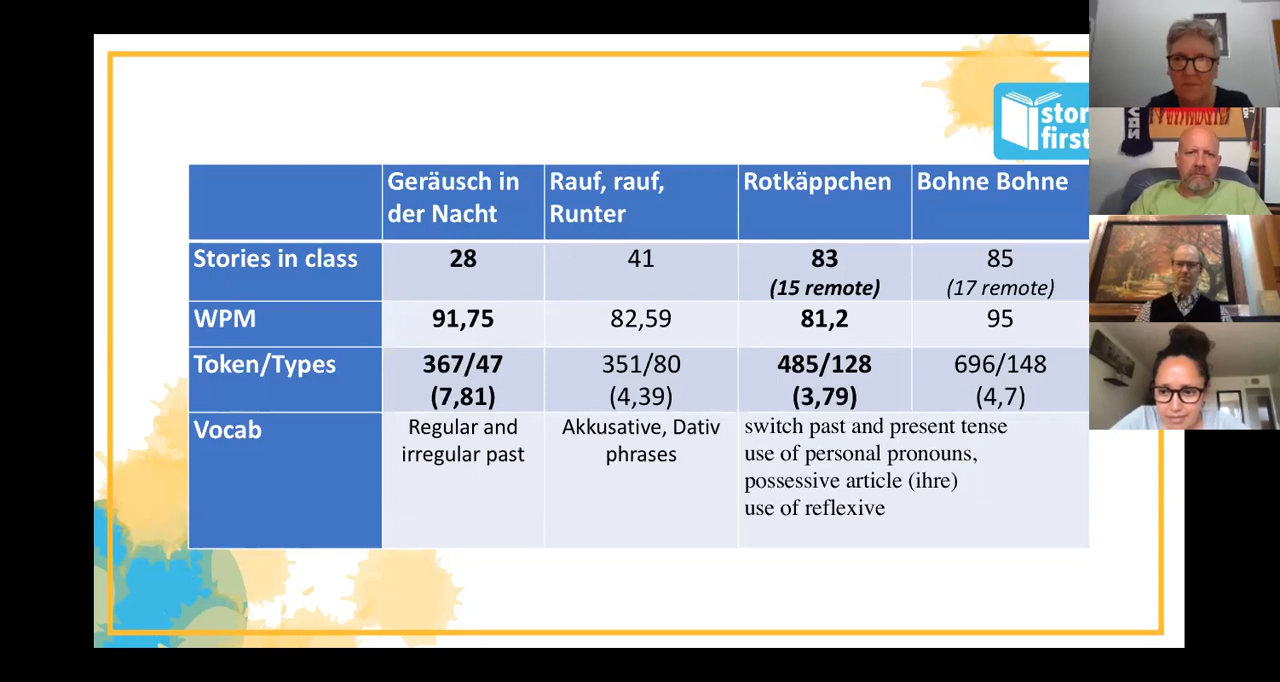 stor
first
Geräusch in
der Nacht
Rauf, rauf,
Runter
Rotkäppchen
Bohne Bohne
Stories in class
28
41
83
(15 remote)
85
(17 remote)
WPM
91,75
82,59
81,2
95
Token/Types
367/47
(7,81)
351/80
(4,39)
485/128
(3,79)
696/148
(4,7)
Vocab
Regular and
irregular past
Akkusative, Dativ
phrases
switch past and present tense
use of personal pronouns,
possessive article (ihre)
use of reflexive